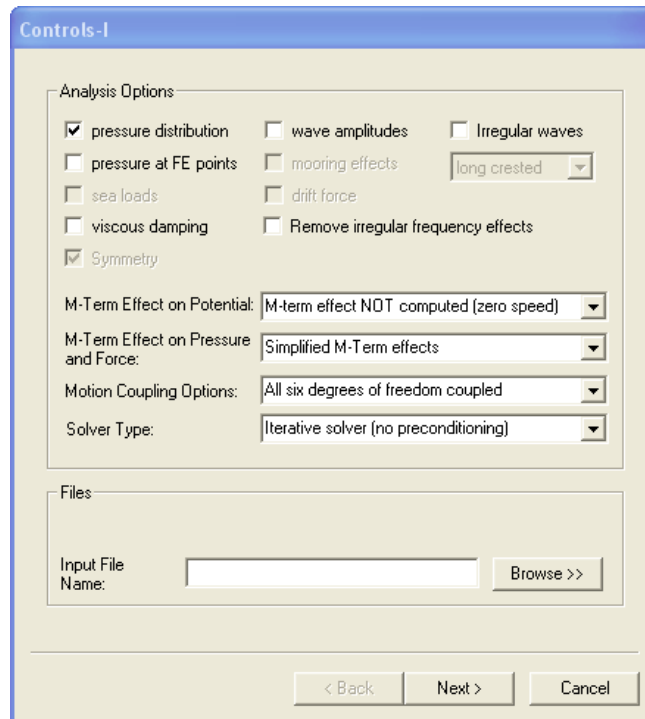 Controls-I
Analysis Options
pressure distribution
wave amplitudes
Irregular waves
pressure at FE points
mooring effects
long crested
sea loads
drift force
viscous damping
Remove irregular frequency effects
Symmetry
M-Term Effect on Potential:
M-term effect NOT computed (zero speed)
M-Term Effect on Pressure
and Force:
Simplified M-Term effects
Motion Coupling Options:
All six degrees of freedom coupled
Solver Type:
Iterative solver (no preconditioning)
Files
Input File
Name:
Browse >>
< Back
Next >
Cancel